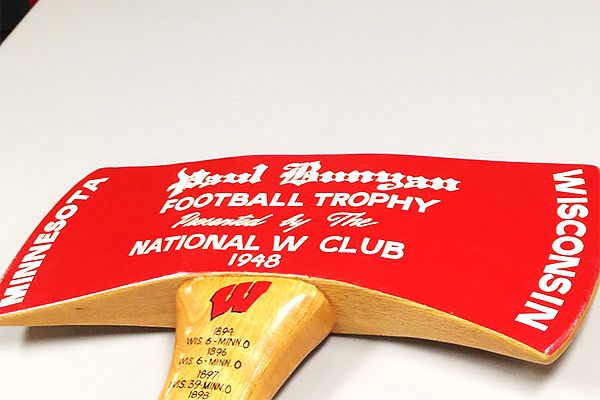 MINNESOTA
Paul Bunyan
FOOTBALL TROPHY
Presented by The
NATIONAL W CLUB
1948
WISCONSIN
W
1894
WIS. 6-MINN. 0
1896
WIS. 6-MINN. 0
1897
WIS. 39-MINN. 0
1898